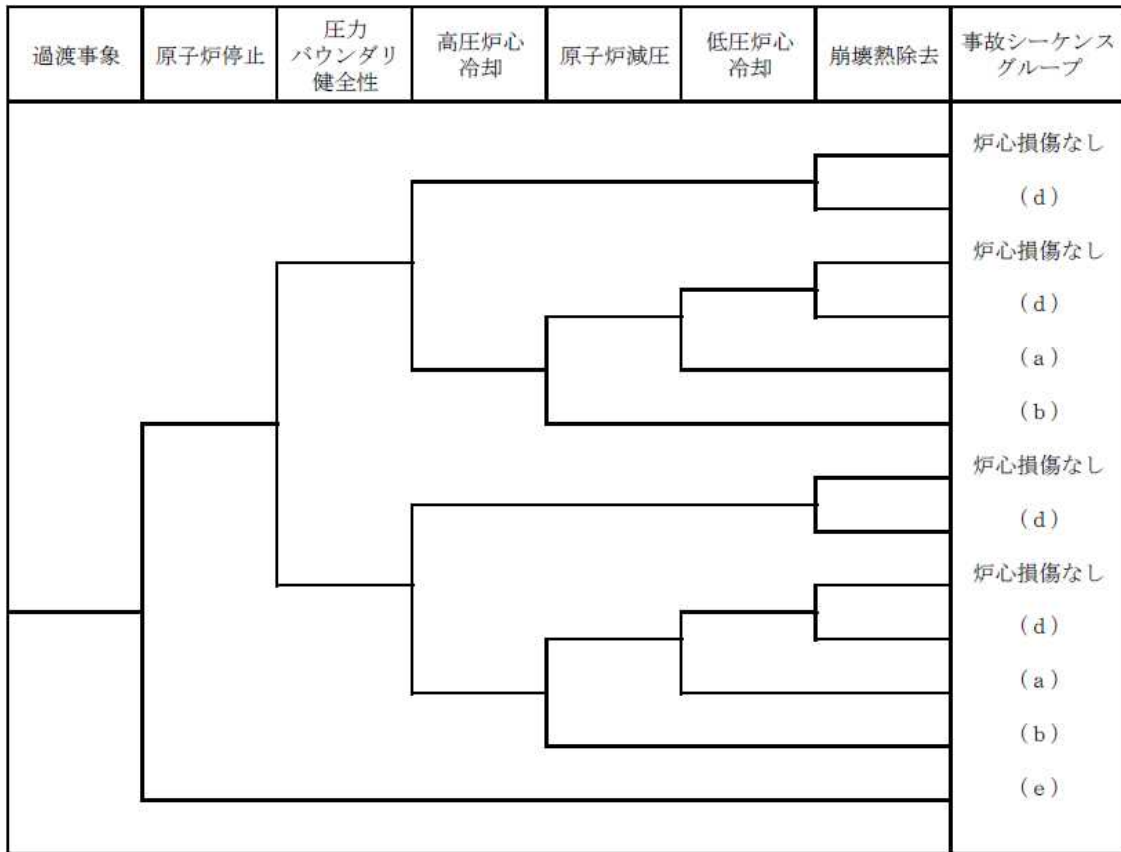 過渡事象
原子炉停止
圧力
バウンダリ
健全性
高圧炉心
冷却
原子炉減圧
低圧炉心
冷却
崩壊熱除去
事故シーケンス
グループ
炉心損傷なし
(d)
炉心損傷なし
(d)
(a)
(b)
炉心損傷なし
(d)
炉心損傷なし
(d)
(a)
(b)
(e)